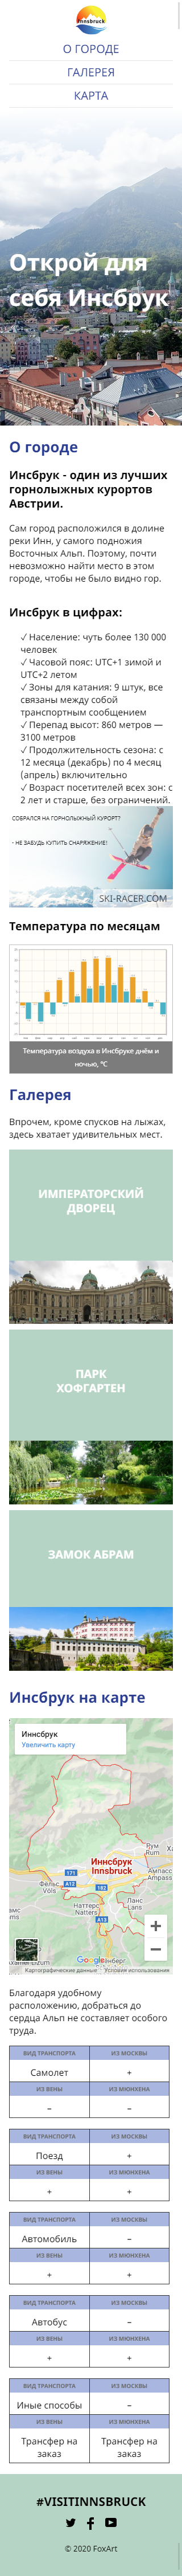 Innsbruck
О ГОРОДЕ
ГАЛЕРЕЯ
КАРТА
Открой для
себя Инсбрук
О городе
Инсбрук - один из лучших
горнолыжных курортов
Австрии.
Сам город расположился в долине
реки Инн, у самого подножия
Восточных Альп. Поэтому, почти
невозможно найти место в этом
городе, чтобы не было видно гор.
Инсбрук в цифрах:
✓ Население: чуть более 130 000
человек
✓ Часовой пояс: UTC+1 зимой и
UTC+2 летом
✓ Зоны для катания: 9 штук, все
связаны между собой
транспортным сообщением
✓ Перепад высот: 860 метров —
3100 метров
✓ Продолжительность сезона: с
12 месяца (декабрь) по 4 месяц
(апрель) включительно
✓ Возраст посетителей всех зон: с
2 лет и старше, без ограничений.
СОБРАЛСЯ НА ГОРНОЛЫЖНЫЙ КУРОРТ?
- НЕ ЗАБУДЬ КУПИТЬ СНАРЯЖЕНИЕ!
SKI-RACER.COM
Температура по месяцам
Температура воздуха в Инсбруке днём и
ночью, °C
Галерея
Впрочем, кроме спусков на лыжах,
здесь хватает удивительных мест.
ИМПЕРАТОРСКИЙ
ДВОРЕЦ
ПАРК
ХОФГАРТЕН
ЗАМОК АБРАМ
Инсбрук на карте
Иннсбрук
Увеличить карту
Рум
Rum
Иннсбрук
Innsbruck
171
Фельс
Völs
A12
182
Ампасс
Ampass
Наттерс
Natters
Ланс
Lans
A13
Google
Картографические данные
Условия использования
Благодаря удобному
расположению, добраться до
сердца Альп не составляет особого
труда.
ВИД ТРАНСПОРТА ИЗ МОСКВЫ
Самолет +
ИЗ ВЕНЫ ИЗ МЮНХЕНА
– –
ВИД ТРАНСПОРТА ИЗ МОСКВЫ
Поезд +
ИЗ ВЕНЫ ИЗ МЮНХЕНА
+ +
ВИД ТРАНСПОРТА ИЗ МОСКВЫ
Автомобиль –
ИЗ ВЕНЫ ИЗ МЮНХЕНА
+ +
ВИД ТРАНСПОРТА ИЗ МОСКВЫ
Автобус –
ИЗ ВЕНЫ ИЗ МЮНХЕНА
+ +
ВИД ТРАНСПОРТА ИЗ МОСКВЫ
Иные способы –
ИЗ ВЕНЫ ИЗ МЮНХЕНА
Трансфер на Трансфер на
заказ заказ
#VISITINNSBRUCK
© 2020 FoxArt